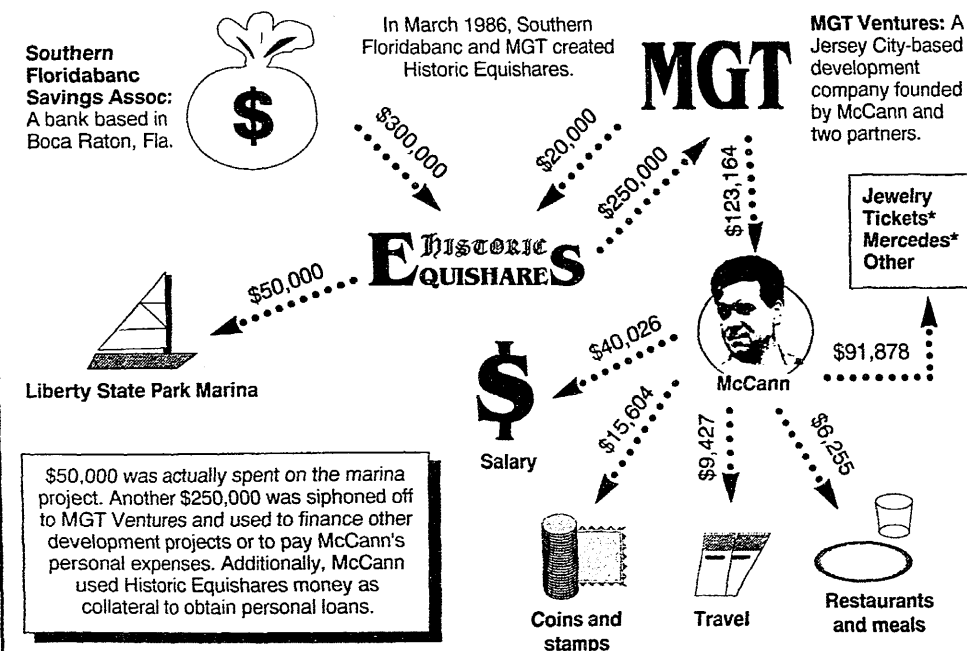 Southern
Floridabanc
Savings Assoc:
A bank based in
Boca Raton, Fla.
$
In March 1986, Southern
Floridabanc and MGT created
Historic Equishares.
MGT
MGT Ventures: A
Jersey City-based
development
company founded
by McCann and
two partners.
$300,000
$20,000
$250,000
$123,164
Jewelry
Tickets*
Mercedes*
Other
HISTORIC
EQUISHARES
$50,000
Liberty State Park Marina
$40,026
$
Salary
McCann
$91,878
$15,604
$9,427
$6,255
$50,000 was actually spent on the marina
project. Another $250,000 was siphoned off
to MGT Ventures and used to finance other
development projects or to pay McCann's
personal expenses. Additionally, McCann
used Historic Equishares money as
collateral to obtain personal loans.
Coins and
stamps
Travel
Restaurants
and meals